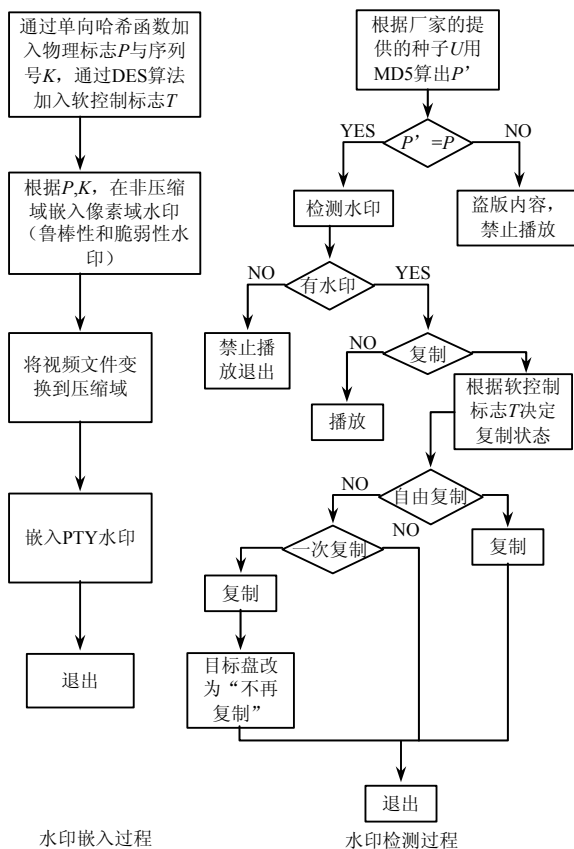 通过单向哈希函数加
入物理标志P与序列
号K，通过DES算法
加入软控制标志T
根据P,K，在非压缩
域嵌入像素域水印
（鲁棒性和脆弱性水
印）
将视频文件变
换到压缩域
嵌入PTY水印
退出
水印嵌入过程
根据厂家的提
供的种子U用
MD5算出P’
YES
P’=P
NO
检测水印
盗版内容，
禁止播放
NO
有水印
YES
禁止播
放退出
NO
复制
播放
根据软控制
标志T决定
复制状态
NO
自由复制
一次复制
NO
复制
复制
目标盘改
为“不再
复制”
退出
水印检测过程